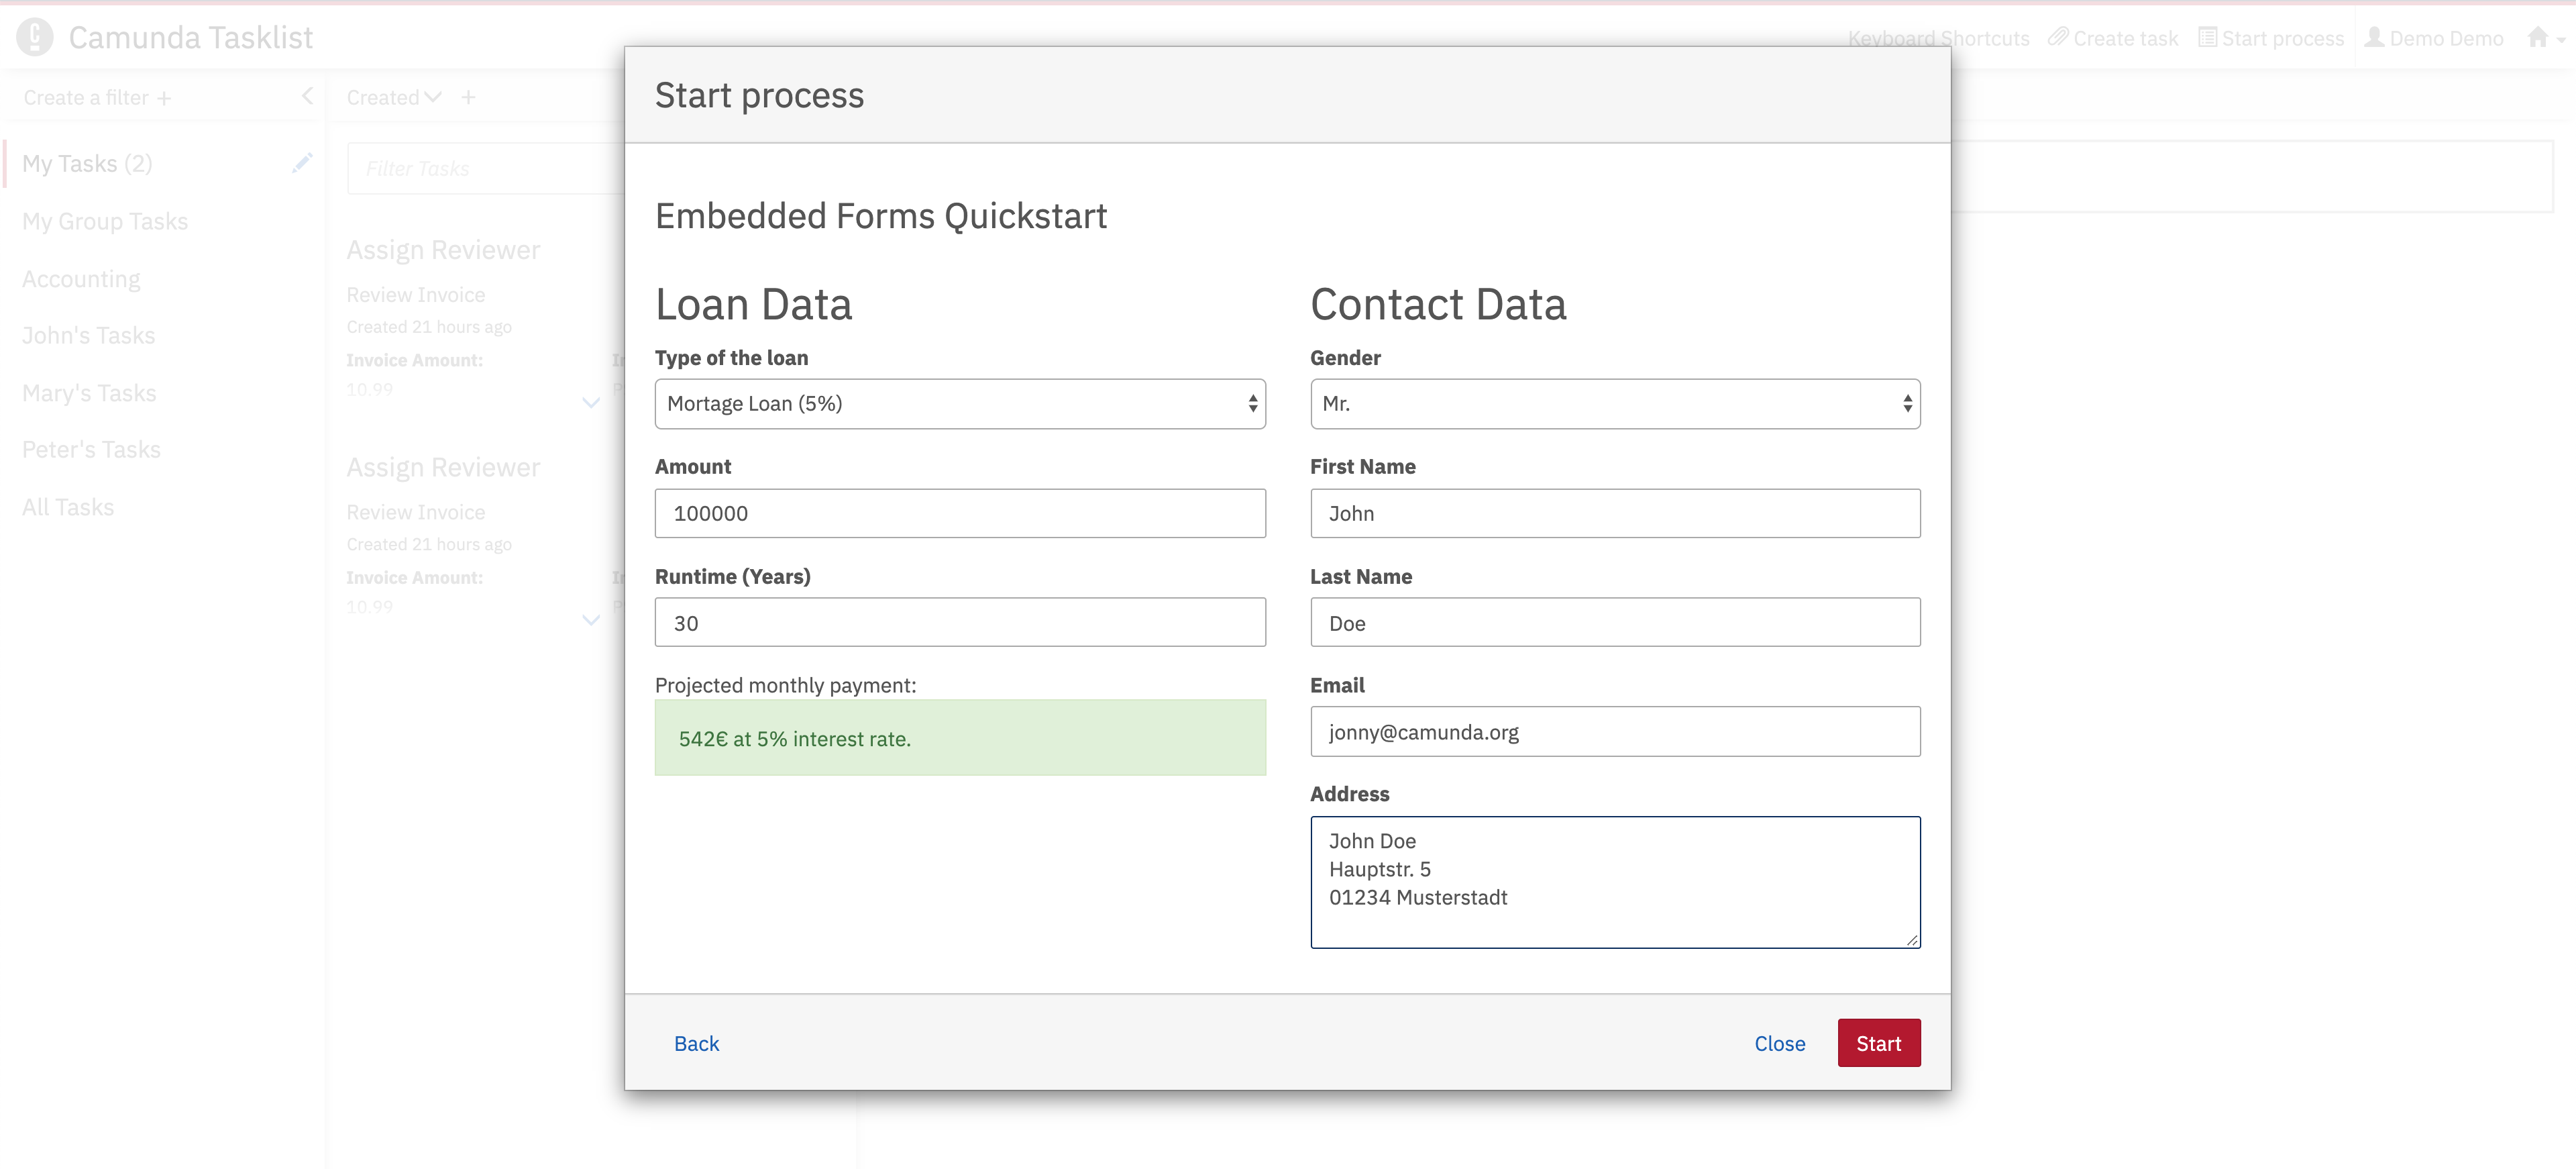 Camunda Tasklist
Keyboard Shortcuts
Create task
Start process
Demo Demo
Create a filter +
Created
+
My Tasks (2)
My Group Tasks
Accounting
John's Tasks
Mary's Tasks
Peter's Tasks
All Tasks
Filter Tasks
Assign Reviewer
Review Invoice
Created 21 hours ago
Invoice Amount:
10.99
Assign Reviewer
Review Invoice
Created 21 hours ago
Invoice Amount:
10.99
Start process
Embedded Forms Quickstart
Loan Data
Type of the loan
Mortage Loan (5%)
Amount
100000
Runtime (Years)
30
Projected monthly payment:
542€ at 5% interest rate.
Contact Data
Gender
Mr.
First Name
John
Last Name
Doe
Email
jonny@camunda.org
Address
John Doe
Hauptstr. 5
01234 Musterstadt
Back
Close
Start